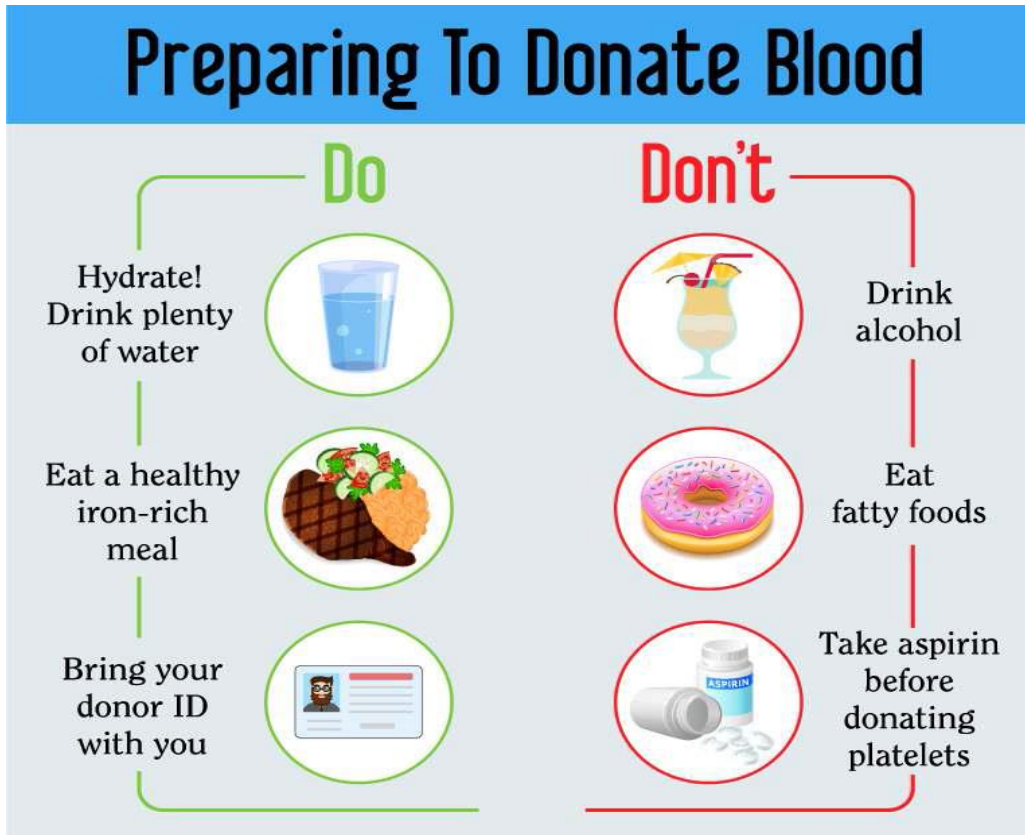 Preparing To Donate Blood
Do
Hydrate!
Drink plenty
of water
Eat a healthy
iron-rich
meal
Bring your
donor ID
with you
Don't
Drink
alcohol
Eat
fatty foods
Take aspirin
before
donating
platelets
ASPIRIN